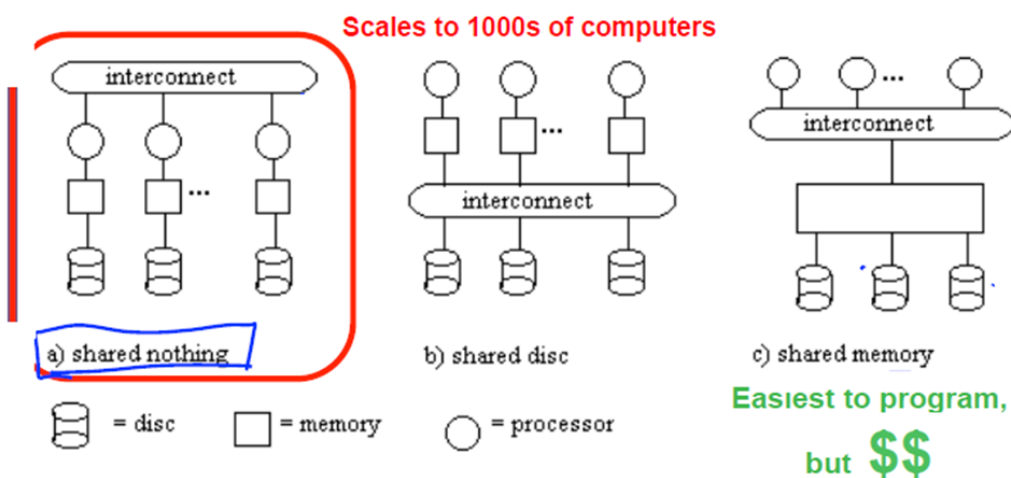 Scales to 1000s of computers
interconnect
...
interconnect
...
interconnect
...
a) shared nothing
b) shared disc
c) shared memory
= disc
= memory
= processor
Easiest to program,
but $$